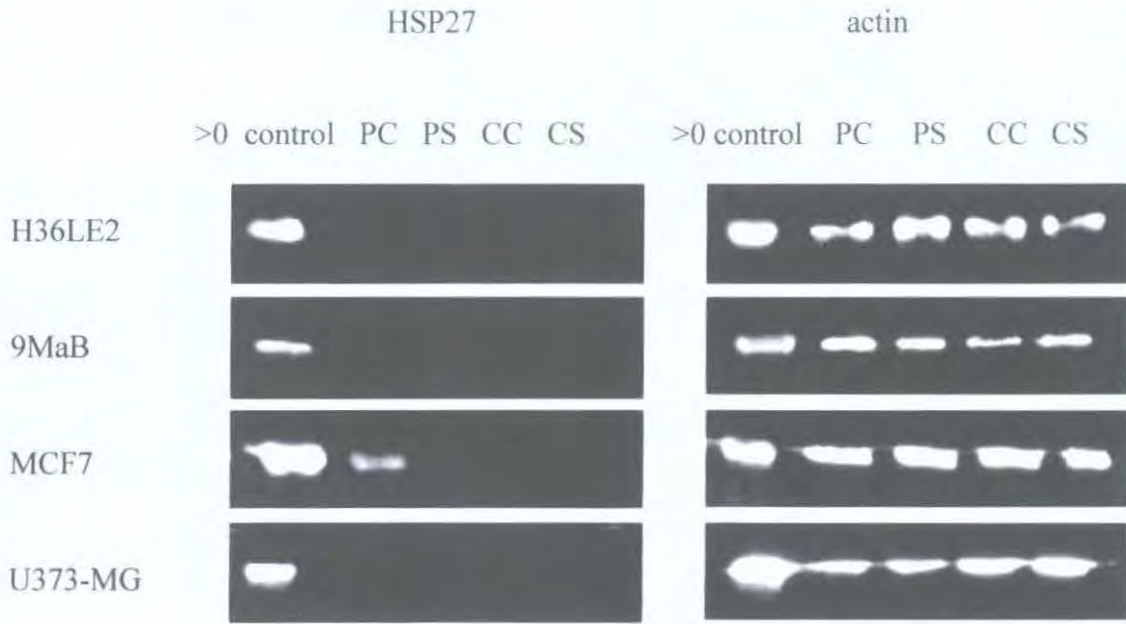 HSP27 actin
>0 control PC PS CC CS >0 control PC PS CC CS
H36LE2
9MaB
MCF7
U373-MG